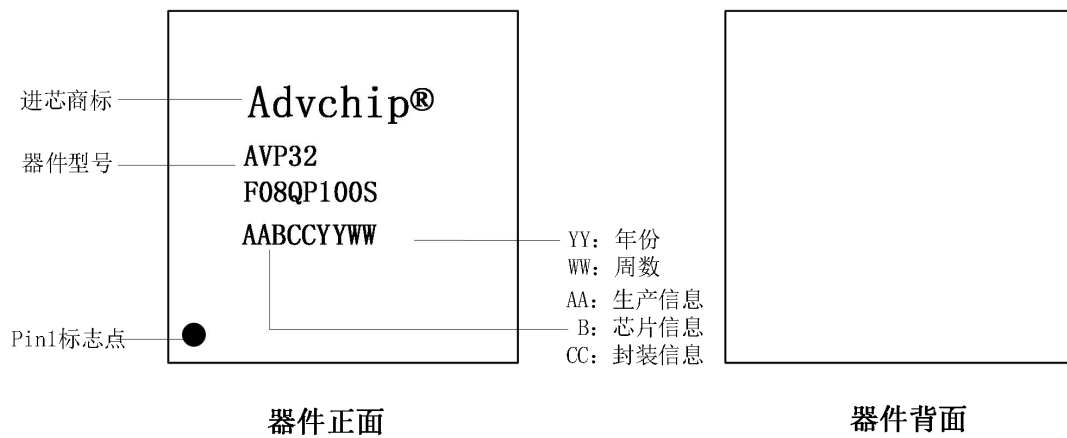 进芯商标
Advchip®
器件型号
AVP32
F08QP100S
AABCCYYWW
YY: 年份
WW: 周数
AA: 生产信息
B: 芯片信息
CC: 封装信息
Pin1标志点
器件正面
器件背面